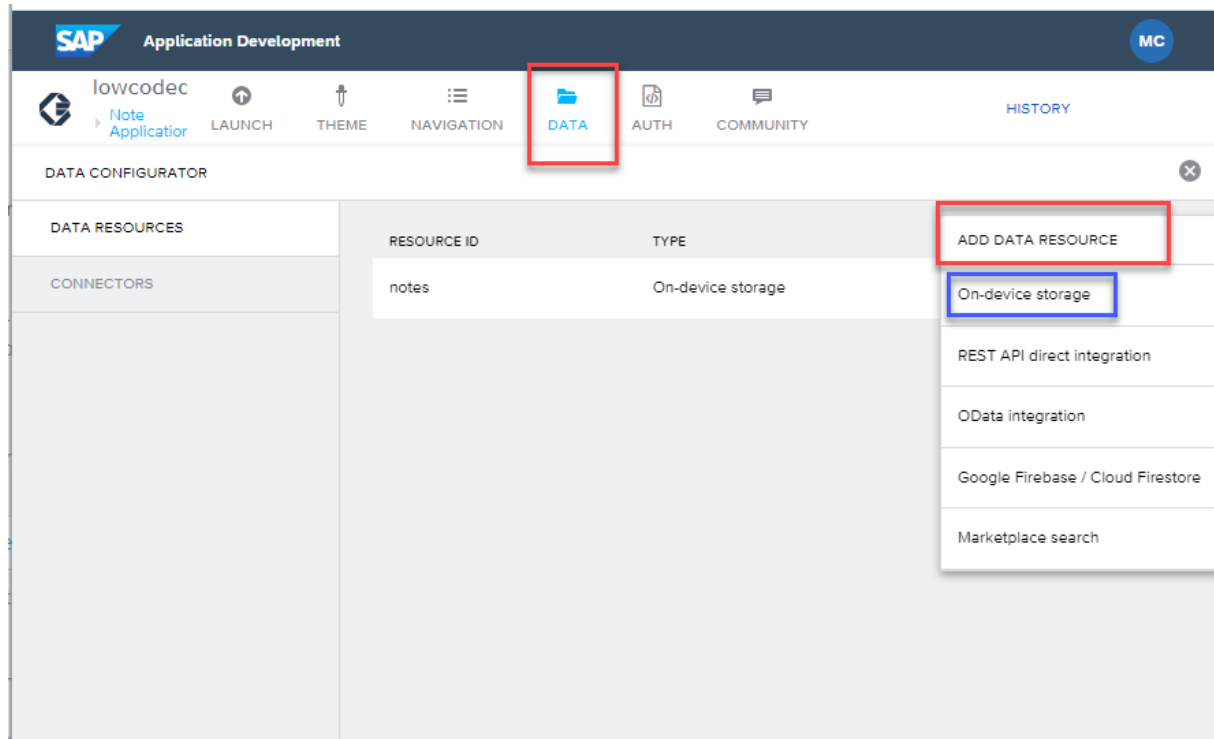 SAP Application Development MC
lowcodec
Note
Applicatior
LAUNCH THEME NAVIGATION DATA AUTH COMMUNITY HISTORY
DATA CONFIGURATOR
DATA RESOURCES
CONNECTORS
RESOURCE ID TYPE ADD DATA RESOURCE
notes On-device storage On-device storage
REST API direct integration
OData integration
Google Firebase / Cloud Firestore
Marketplace search